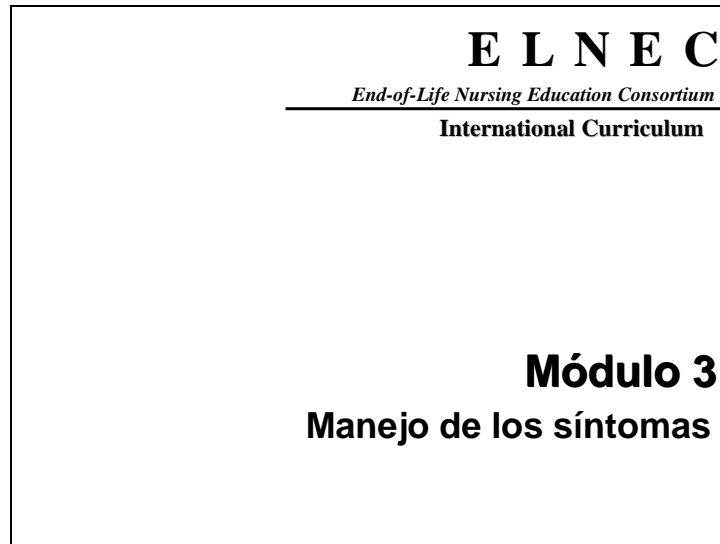 E L N E C
End-of-Life Nursing Education Consortium
International Curriculum
Módulo 3
Manejo de los síntomas